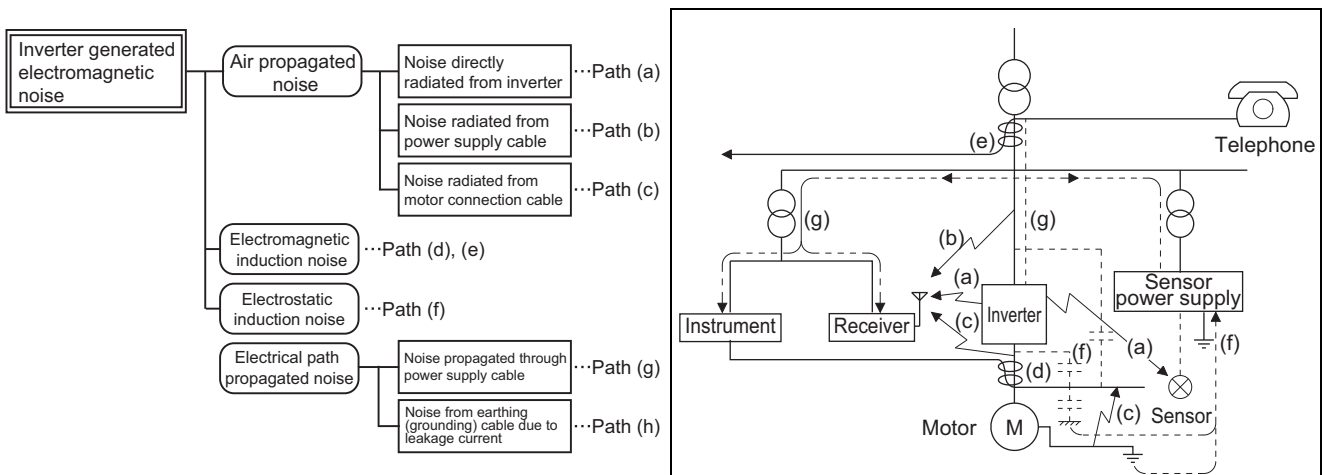 Inverter generated
electromagnetic
noise
Air propagated
noise
Noise directly
radiated from inverter
···Path (a)
Noise radiated from
power supply cable
···Path (b)
Noise radiated from
motor connection cable
···Path (c)
Electromagnetic
induction noise
···Path (d), (e)
Electrostatic
induction noise
···Path (f)
Electrical path
propagated noise
Noise propagated through
power supply cable
···Path (g)
Noise from earthing
(grounding) cable due to
leakage current
···Path (h)
(e)
Telephone
(g)
(g)
(b)
(a)
(c)
Instrument
Receiver
Inverter
Sensor
power supply
(f)
(a)
(f)
(d)
(c)
Sensor
Motor
M